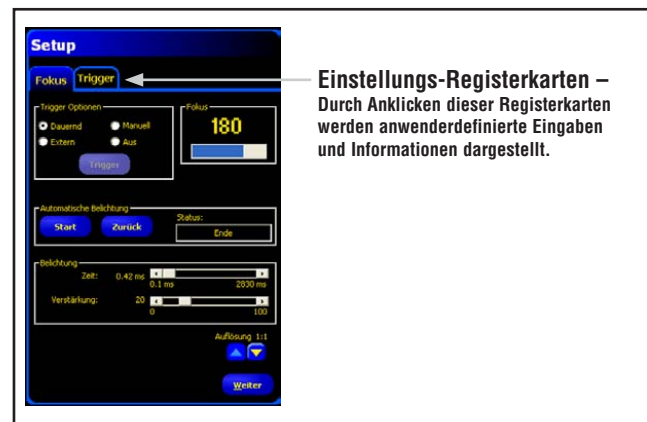 Setup
Fokus Trigger
Einstellungs-Registerkarten –
Durch Anklicken dieser Registerkarten
werden anwenderdefinierte Eingaben
und Informationen dargestellt.
Trigger Optionen
Dauernd Manuell
Extern Aus
Trigger
Fokus
180
Automatische Belichtung
Start Zurück
Status:
Ende
Belichtung
Zeit: 0.42 ms
0.1 ms 2830 ms
Verstärkung: 20
0 100
Auflösung 1:1
Weiter